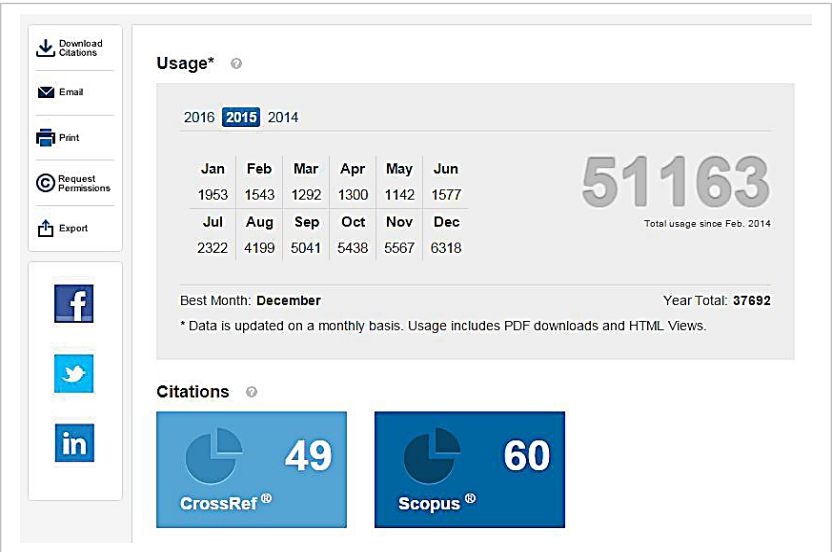 Download
Citations
Email
Print
Request
Permissions
Export
Usage* ?
2016 2015 2014
Jan Feb Mar Apr May Jun
1953 1543 1292 1300 1142 1577
Jul Aug Sep Oct Nov Dec
2322 4199 5041 5438 5567 6318
51163
Total usage since Feb. 2014
Best Month: December Year Total: 37692
* Data is updated on a monthly basis. Usage includes PDF downloads and HTML Views.
Citations ?
49
CrossRef ®
60
Scopus ®
f
in